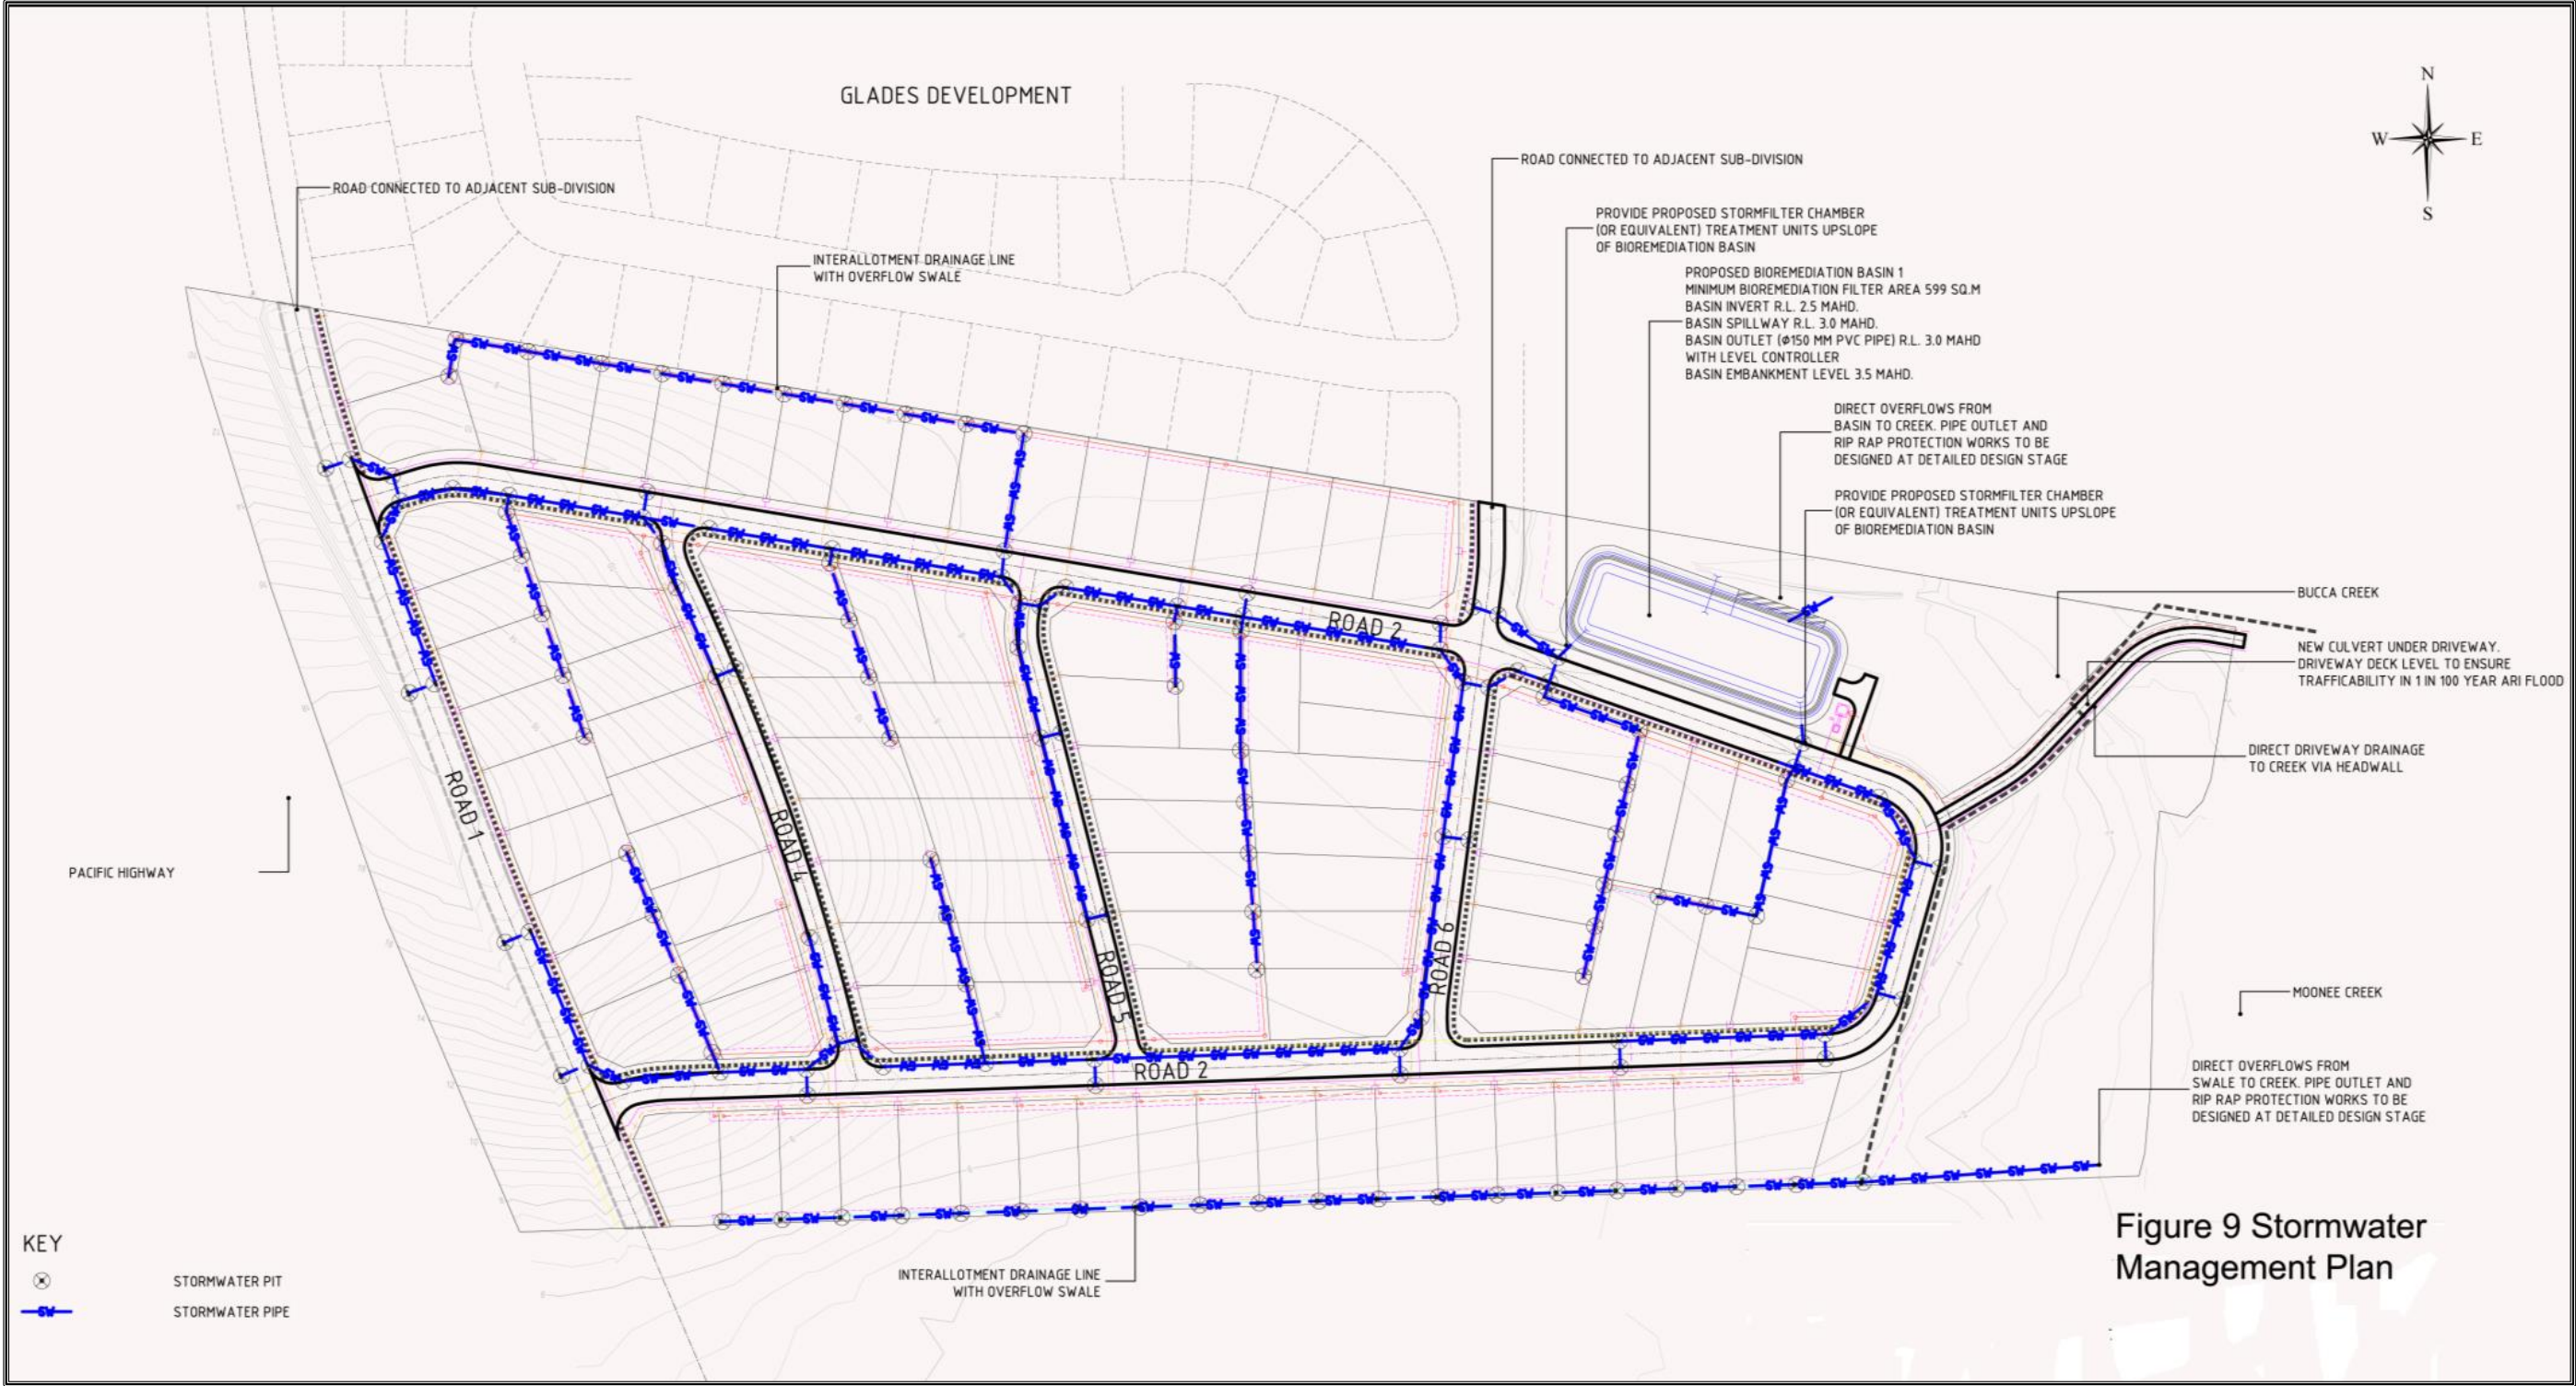 GLADES DEVELOPMENT
N
W
E
S
ROAD CONNECTED TO ADJACENT SUB-DIVISION
ROAD CONNECTED TO ADJACENT SUB-DIVISION
INTERALLOTMENT DRAINAGE LINE
WITH OVERFLOW SWALE
PROVIDE PROPOSED STORMFILTER CHAMBER
(OR EQUIVALENT) TREATMENT UNITS UPSLOPE
OF BIOREMEDIATION BASIN
PROPOSED BIOREMEDIATION BASIN 1
MINIMUM BIOREMEDIATION FILTER AREA 599 SQ.M
BASIN INVERT R.L. 2.5 MAHD.
BASIN SPILLWAY R.L. 3.0 MAHD.
BASIN OUTLET (Φ150 MM PVC PIPE) R.L. 3.0 MAHD
WITH LEVEL CONTROLLER
BASIN EMBANKMENT LEVEL 3.5 MAHD.
DIRECT OVERFLOWS FROM
BASIN TO CREEK. PIPE OUTLET AND
RIP RAP PROTECTION WORKS TO BE
DESIGNED AT DETAILED DESIGN STAGE
PROVIDE PROPOSED STORMFILTER CHAMBER
(OR EQUIVALENT) TREATMENT UNITS UPSLOPE
OF BIOREMEDIATION BASIN
BUCCA CREEK
NEW CULVERT UNDER DRIVEWAY.
DRIVEWAY DECK LEVEL TO ENSURE
TRAFFICABILITY IN 1 IN 100 YEAR ARI FLOOD
DIRECT DRIVEWAY DRAINAGE
TO CREEK VIA HEADWALL
ROAD 2
ROAD 1
ROAD 4
ROAD 5
ROAD 6
ROAD 2
PACIFIC HIGHWAY
MOONEE CREEK
DIRECT OVERFLOWS FROM
SWALE TO CREEK. PIPE OUTLET AND
RIP RAP PROTECTION WORKS TO BE
DESIGNED AT DETAILED DESIGN STAGE
INTERALLOTMENT DRAINAGE LINE
WITH OVERFLOW SWALE
KEY
STORMWATER PIT
SW
STORMWATER PIPE
Figure 9 Stormwater
Management Plan